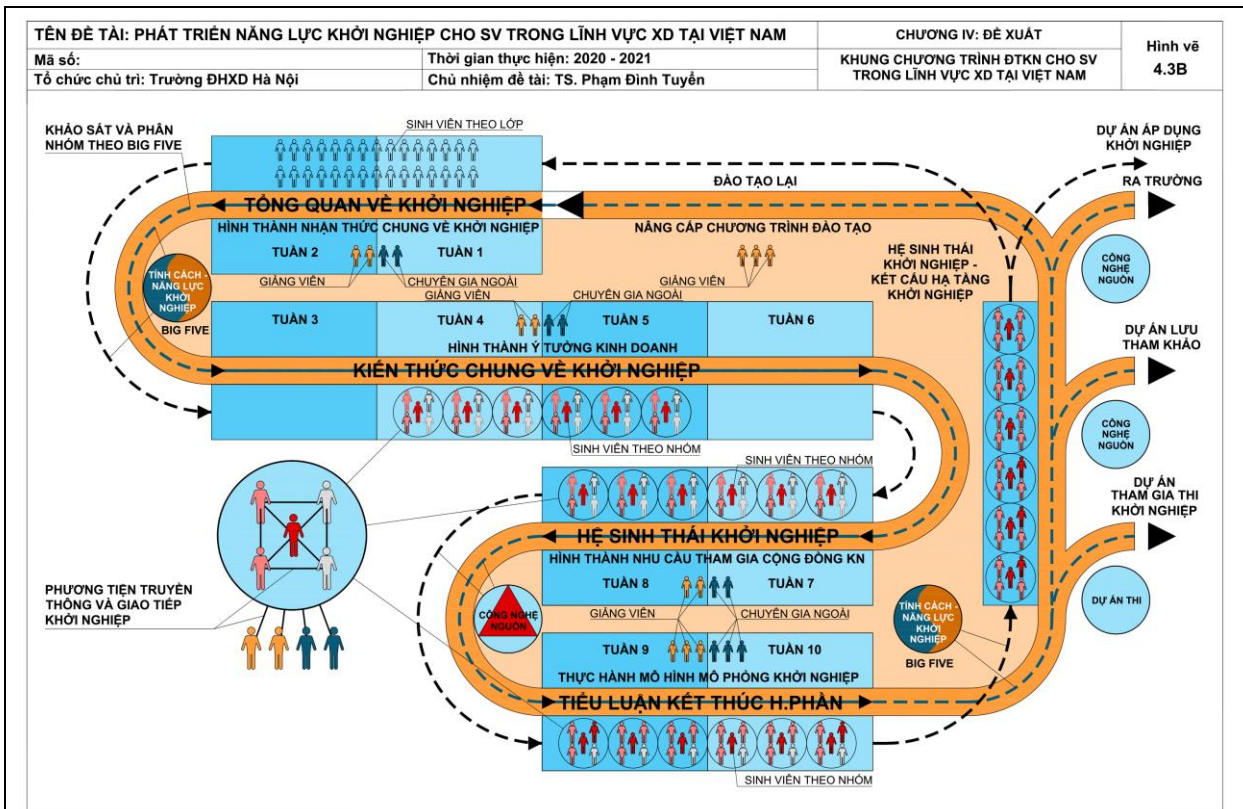 TÊN ĐỀ TÀI: PHÁT TRIỂN NĂNG LỰC KHỞI NGHIỆP CHO SV TRONG LĨNH VỰC XD TẠI VIỆT NAM
Mã số:
Thời gian thực hiện: 2020 - 2021
Tổ chức chủ trì: Trường ĐHXD Hà Nội
Chủ nhiệm đề tài: TS. Phạm Đình Tuyển
CHƯƠNG IV: ĐỀ XUẤT
KHUNG CHƯƠNG TRÌNH ĐTKN CHO SV
TRONG LĨNH VỰC XD TẠI VIỆT NAM
Hình vẽ
4.3B
KHẢO SÁT VÀ PHÂN
NHÓM THEO BIG FIVE
SINH VIÊN THEO LỚP
DỰ ÁN ÁP DỤNG
KHỞI NGHIỆP
ĐÀO TẠO LẠI
RA TRƯỜNG
TỔNG QUAN VỀ KHỞI NGHIỆP
HÌNH THÀNH NHẬN THỨC CHUNG VỀ KHỞI NGHIỆP
NÂNG CẤP CHƯƠNG TRÌNH ĐÀO TẠO
TUẦN 2
TUẦN 1
GIẢNG VIÊN
CHUYÊN GIA NGOÀI
GIẢNG VIÊN
HỆ SINH THÁI
KHỞI NGHIỆP -
KẾT CẤU HẠ TẦNG
KHỞI NGHIỆP
CÔNG
NGHỆ
NGUỒN
TÍNH CÁCH -
NĂNG LỰC
KHỞI
NGHIỆP
BIG FIVE
GIẢNG VIÊN
CHUYÊN GIA NGOÀI
TUẦN 3
TUẦN 4
TUẦN 5
TUẦN 6
HÌNH THÀNH Ý TƯỞNG KINH DOANH
DỰ ÁN LƯU
THAM KHẢO
KIẾN THỨC CHUNG VỀ KHỞI NGHIỆP
CÔNG
NGHỆ
NGUỒN
SINH VIÊN THEO NHÓM
SINH VIÊN THEO NHÓM
DỰ ÁN
THAM GIA THI
KHỞI NGHIỆP
HỆ SINH THÁI KHỞI NGHIỆP
HÌNH THÀNH NHU CẦU THAM GIA CỘNG ĐỒNG KN
TUẦN 8
TUẦN 7
PHƯƠNG TIỆN TRUYỀN
THÔNG VÀ GIAO TIẾP
KHỞI NGHIỆP
GIẢNG VIÊN
CHUYÊN GIA NGOÀI
CÔNG NGHỆ
NGUỒN
TÍNH CÁCH -
NĂNG LỰC
KHỞI
NGHIỆP
BIG FIVE
DỰ ÁN THI
TUẦN 9
TUẦN 10
THỰC HÀNH MÔ HÌNH MÔ PHỎNG KHỞI NGHIỆP
TIỂU LUẬN KẾT THÚC H.PHẦN
SINH VIÊN THEO NHÓM